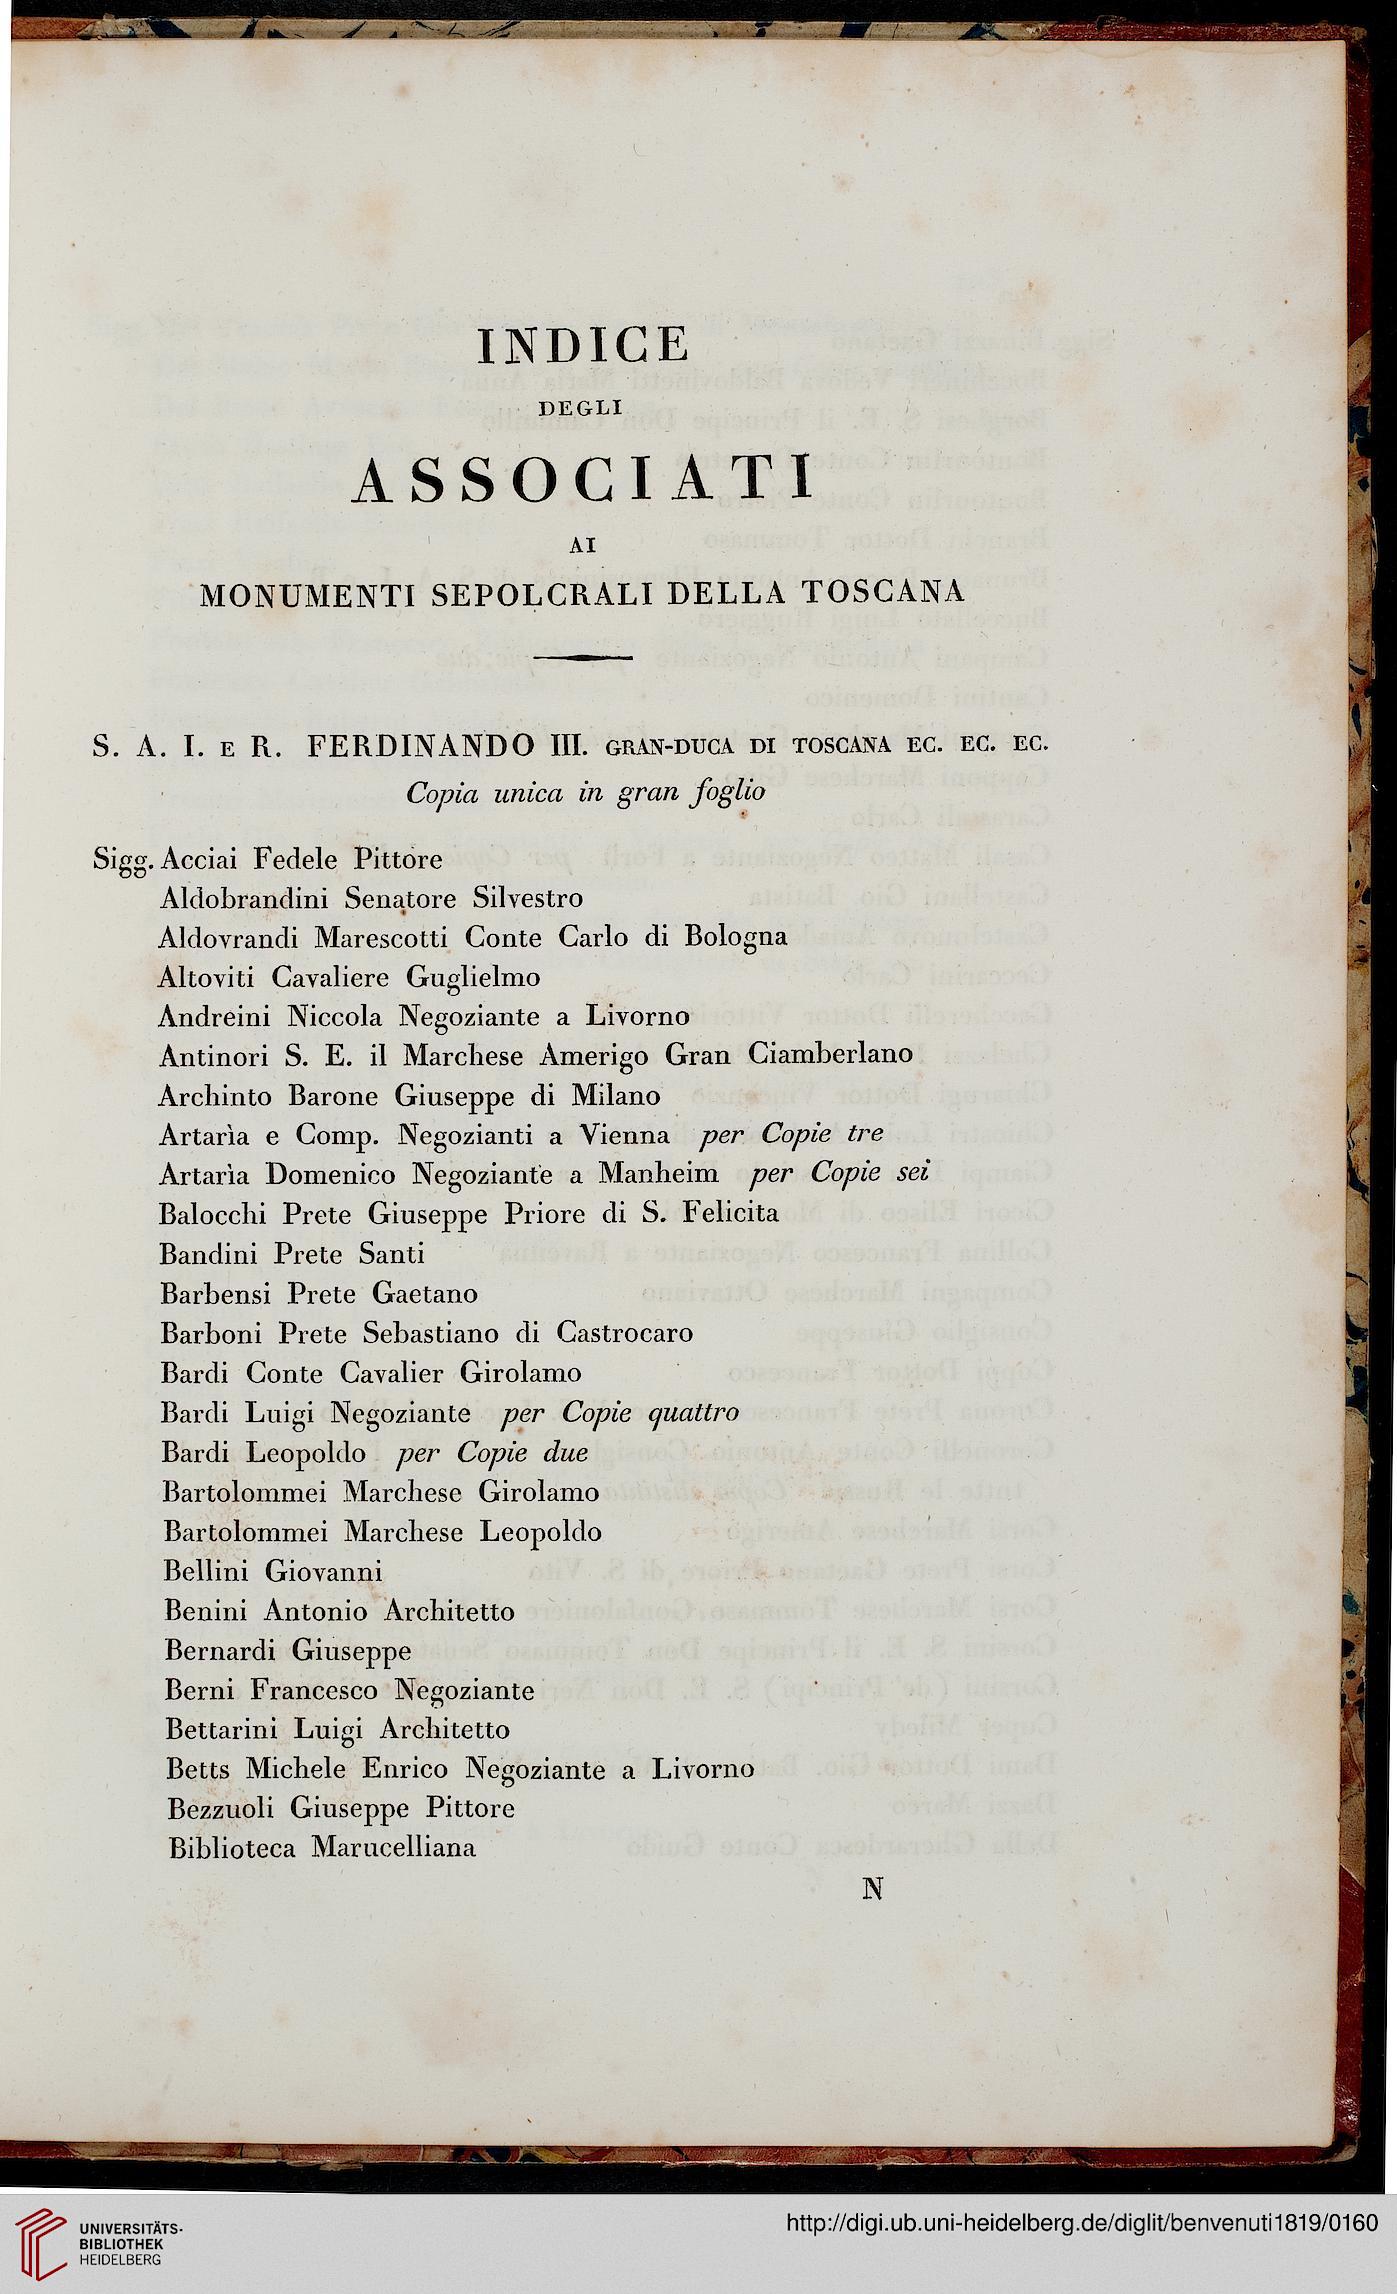 INDICE
DEGLI
ASSOCIATI
AI
MONUMENTI SEPOLCRALI DELLA TOSCANA
S. A. I. E R. FERDINANDO III. GRAN-DUCA DI TOSCANA EC. EC. EC.
Copia unica in gran foglio
Sigg. Acciai Fedele Pittore
Aldobrandini Senatore Silvestro
Aldovrandi Marescotti Conte Carlo di Bologna
Altoviti Cavaliere Guglielmo
Andreini Niccola Negoziante a Livorno
Antinori S. E. il Marchese Amerigo Gran Ciamberlano
Archinto Barone Giuseppe di Milano
Artarìa e Comp. Negozianti a Vienna per Copie tre
Artarìa Domenico Negoziante a Manheim per Copie sei
Balocchi Prete Giuseppe Priore di S. Felicita
Bandini Prete Santi
Barbensi Prete Gaetano
Barboni Prete Sebastiano di Castrocaro
Bardi Conte Cavalier Girolamo
Bardi Luigi Negoziante per Copie quattro
Bardi Leopoldo per Copie due
Bartolommei Marchese Girolamo
Bartolommei Marchese Leopoldo
Bellini Giovanni
Benini Antonio Architetto
Bernardi Giuseppe
Berni Francesco Negoziante
Bettarini Luigi Architetto
Betts Michele Enrico Negoziante a Livorno
Bezzuoli Giuseppe Pittore
Biblioteca Marucelliana
N
UNIVERSITÄTS-
BIBLIOTHEK
HEIDELBERG
http://digi.ub.uni-heidelberg.de/diglit/benvenuti1819/0160